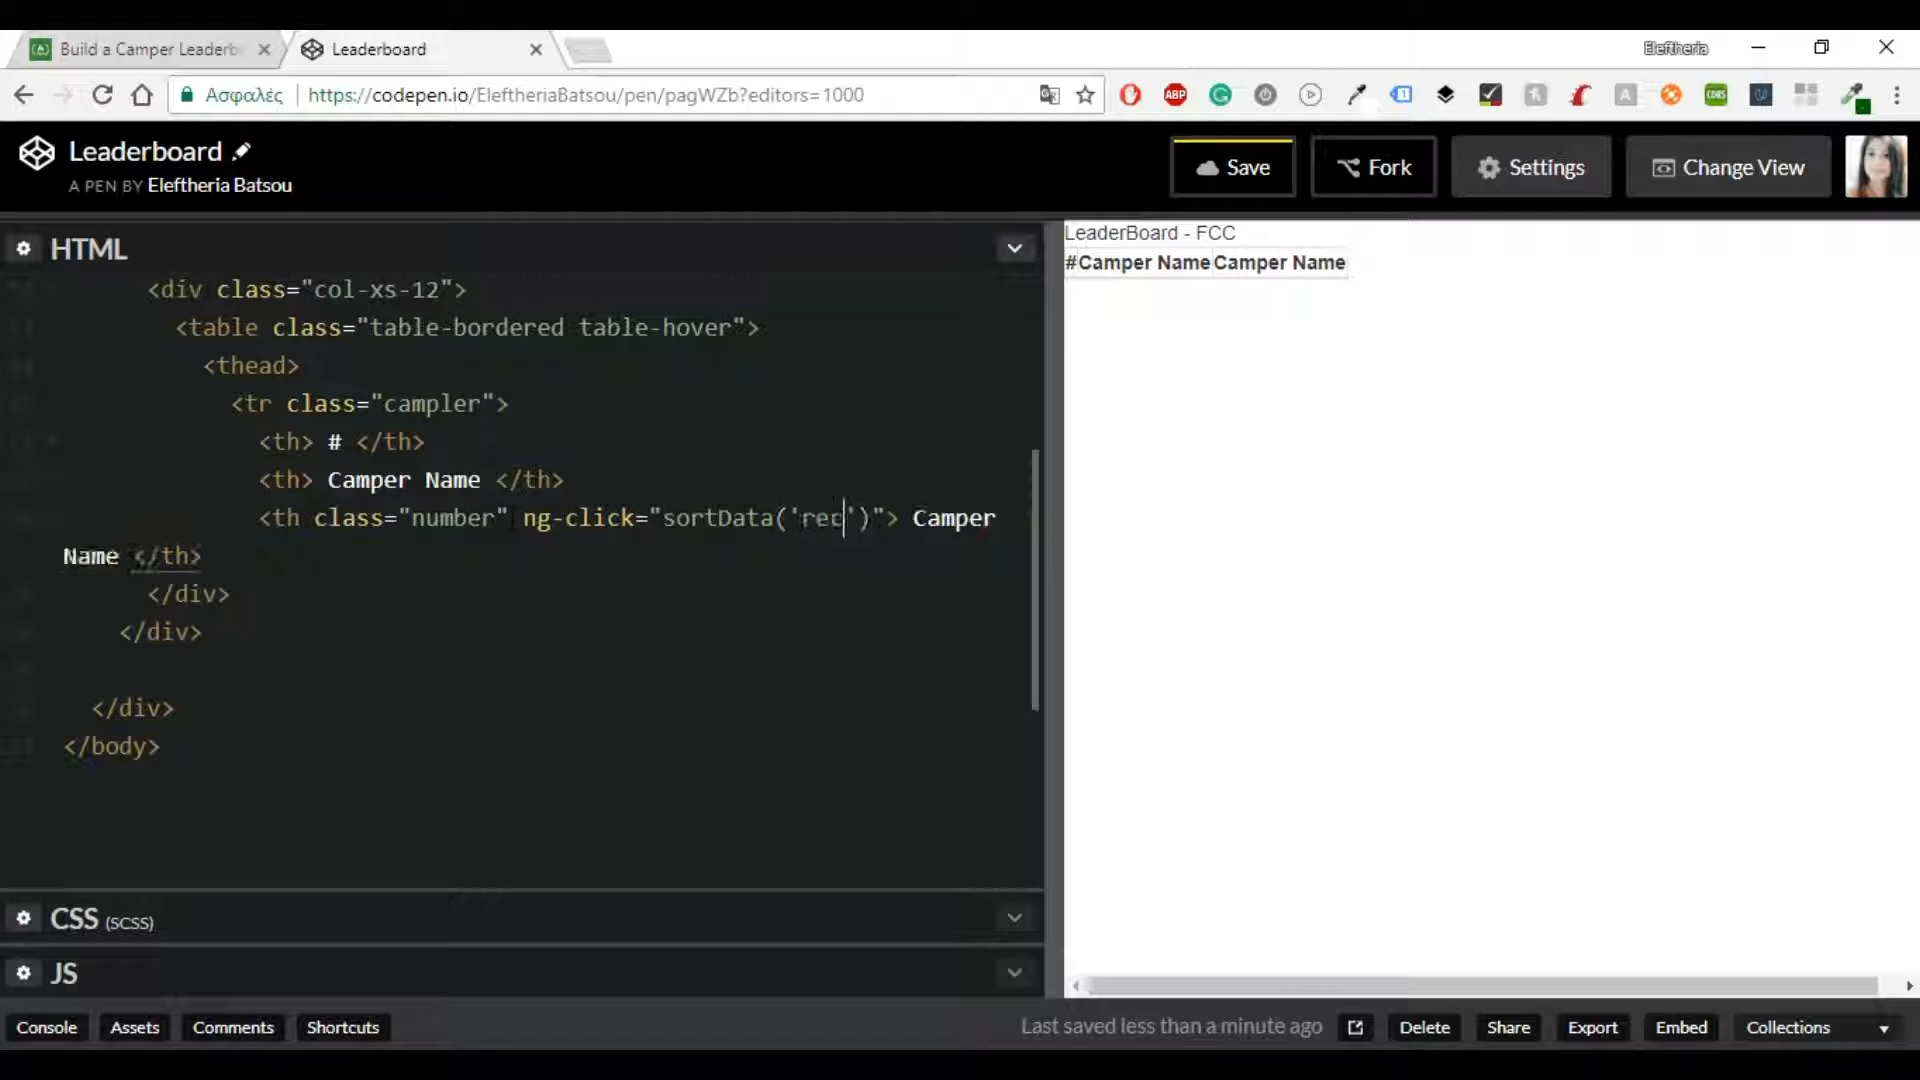 Build a Camper Leaderb
Leaderboard
Eleftheria
Ασφαλές
https://codepen.io/EleftheriaBatsou/pen/pagWZb?editors=1000
ABP
CORS
Leaderboard
A PEN BY Eleftheria Batsou
Save
Fork
Settings
Change View
HTML
<div class="col-xs-12">
<table class="table-bordered table-hover">
<thead>
<tr class="campler">
<th> # </th>
<th> Camper Name </th>
<th class="number" ng-click="sortData('rec')"> Camper
Name </th>
</div>
</div>
</div>
</body>
LeaderBoard - FCC
#Camper Name Camper Name
CSS (SCSS)
JS
Console
Assets
Comments
Shortcuts
Last saved less than a minute ago
Delete
Share
Export
Embed
Collections